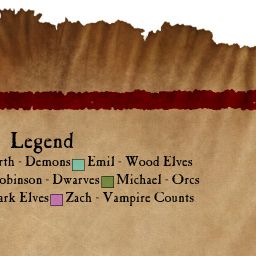 Legend
rth - Demons Emil - Wood Elves
obinson - Dwarves Michael - Orcs
ark Elves Zach - Vampire Counts